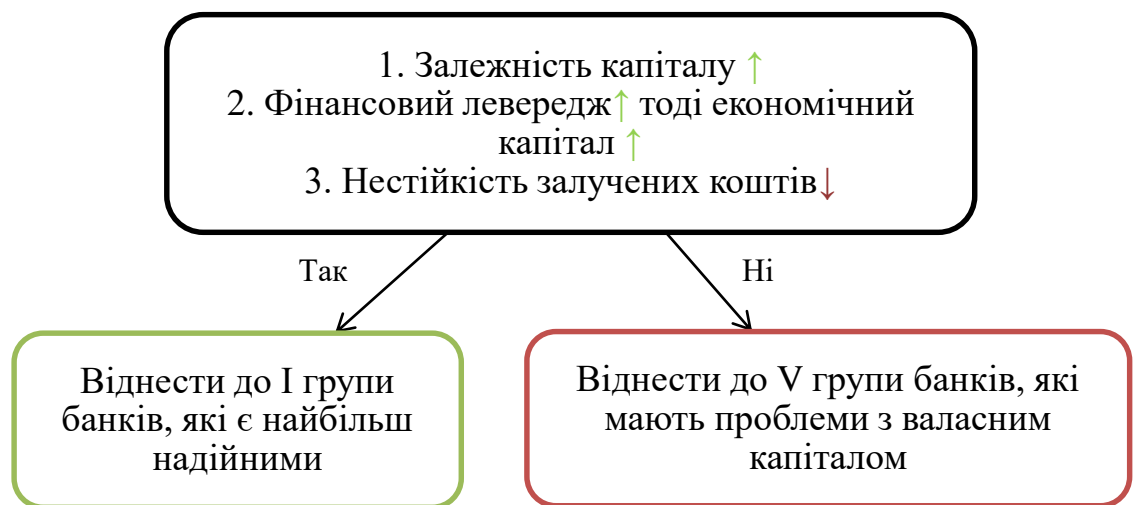 1. Залежність капіталу ↑
2. Фінансовий левередж↑ тоді економічний
капітал ↑
3. Нестійкість залучених коштів↓
Так
Ні
Віднести до І групи
банків, які є найбільш
надійними
Віднести до V групи банків, які
мають проблеми з валасним
капіталом